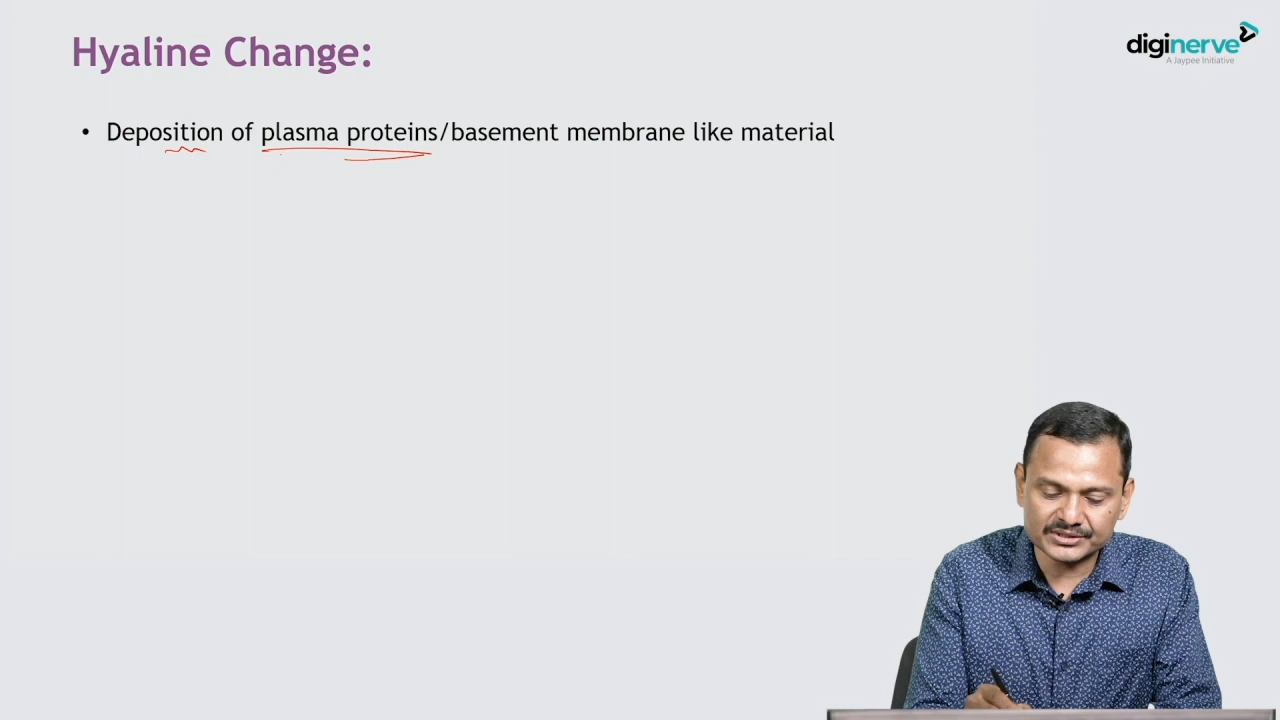 Hyaline Change:
diginerve
A Jaypee Initiative
• Deposition of plasma proteins/basement membrane like material